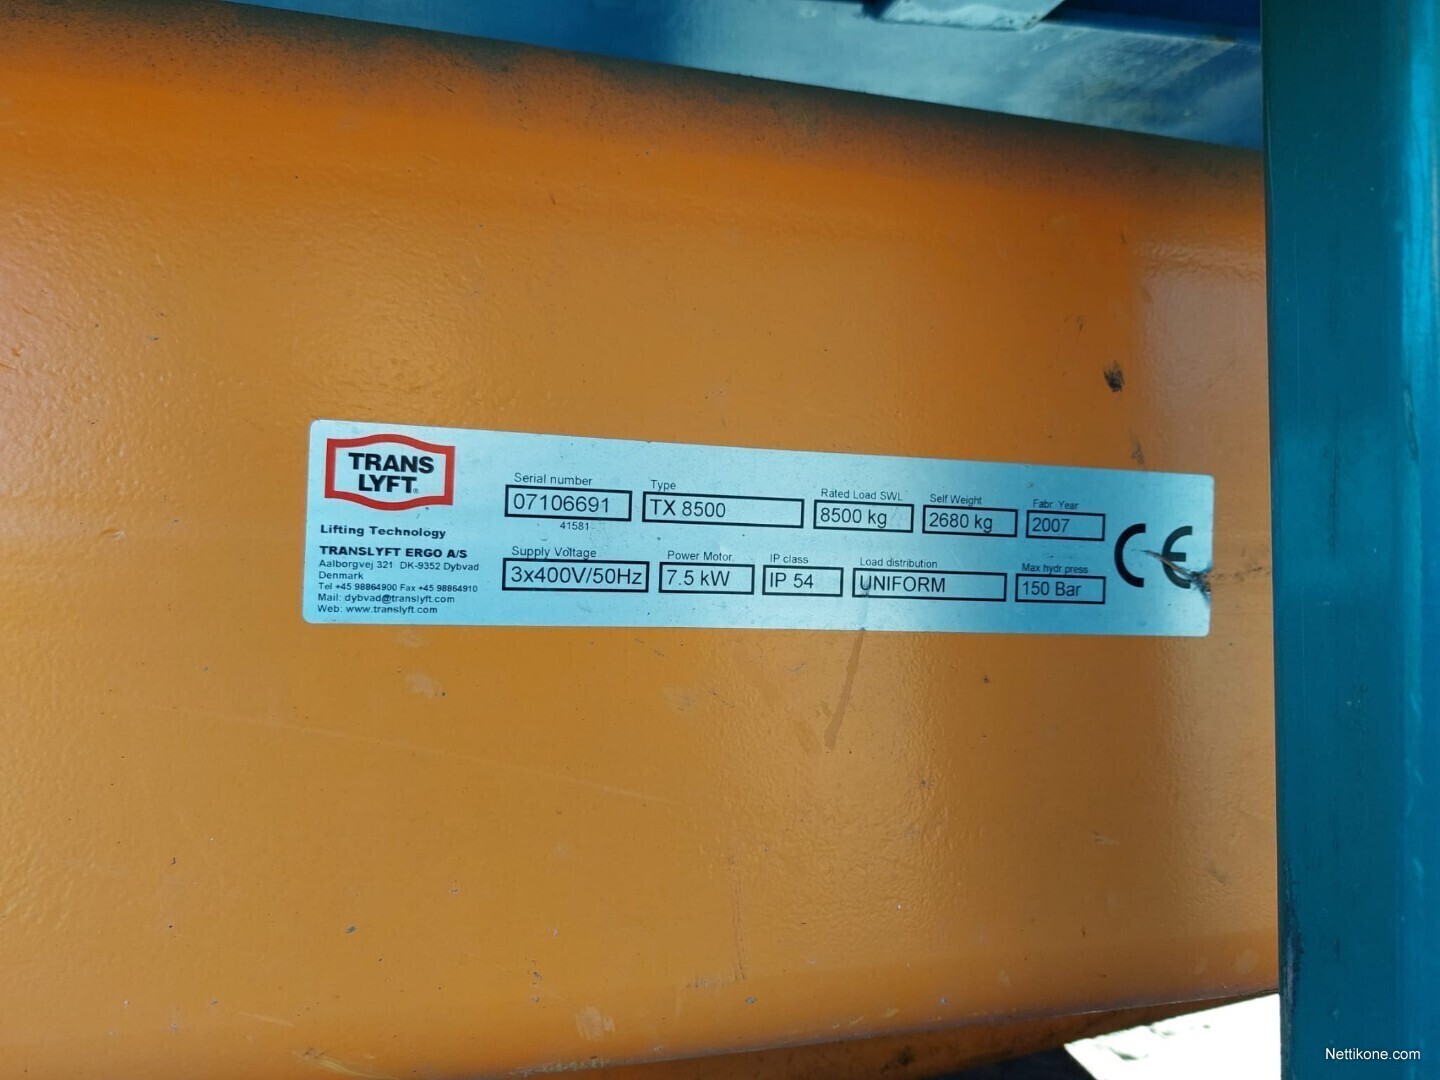 TRANS
LYFT®
Lifting Technology
TRANSLYFT ERGO A/S
Aalborgvej 321 DK-9352 Dybvad
Denmark
Tel +45 98864900 Fax +45 98864910
Mail: dybvad@translyft.com
Web: www.translyft.com
Serial number Type Rated Load SWL Self Weight Fabr. Year
07106691 TX 8500 8500 kg 2680 kg 2007
41581
Supply Voltage Power Motor. IP class Load distribution Max hydr press
3x400V/50Hz 7.5 kW IP 54 UNIFORM 150 Bar
CE
Nettikone.com